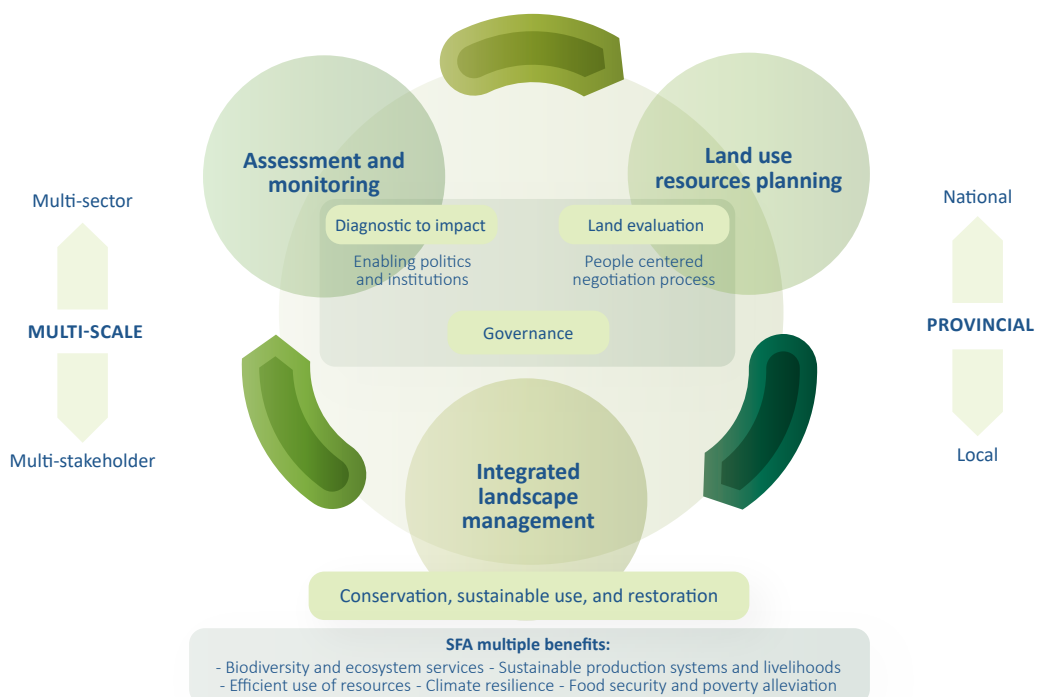 Assessment and
monitoring
Land use
resources planning
Multi-sector
MULTI-SCALE
Multi-stakeholder
National
PROVINCIAL
Local
Diagnostic to impact
Enabling politics
and institutions
Land evaluation
People centered
negotiation process
Governance
Integrated
landscape
management
Conservation, sustainable use, and restoration
SFA multiple benefits:
- Biodiversity and ecosystem services - Sustainable production systems and livelihoods
- Efficient use of resources - Climate resilience - Food security and poverty alleviation